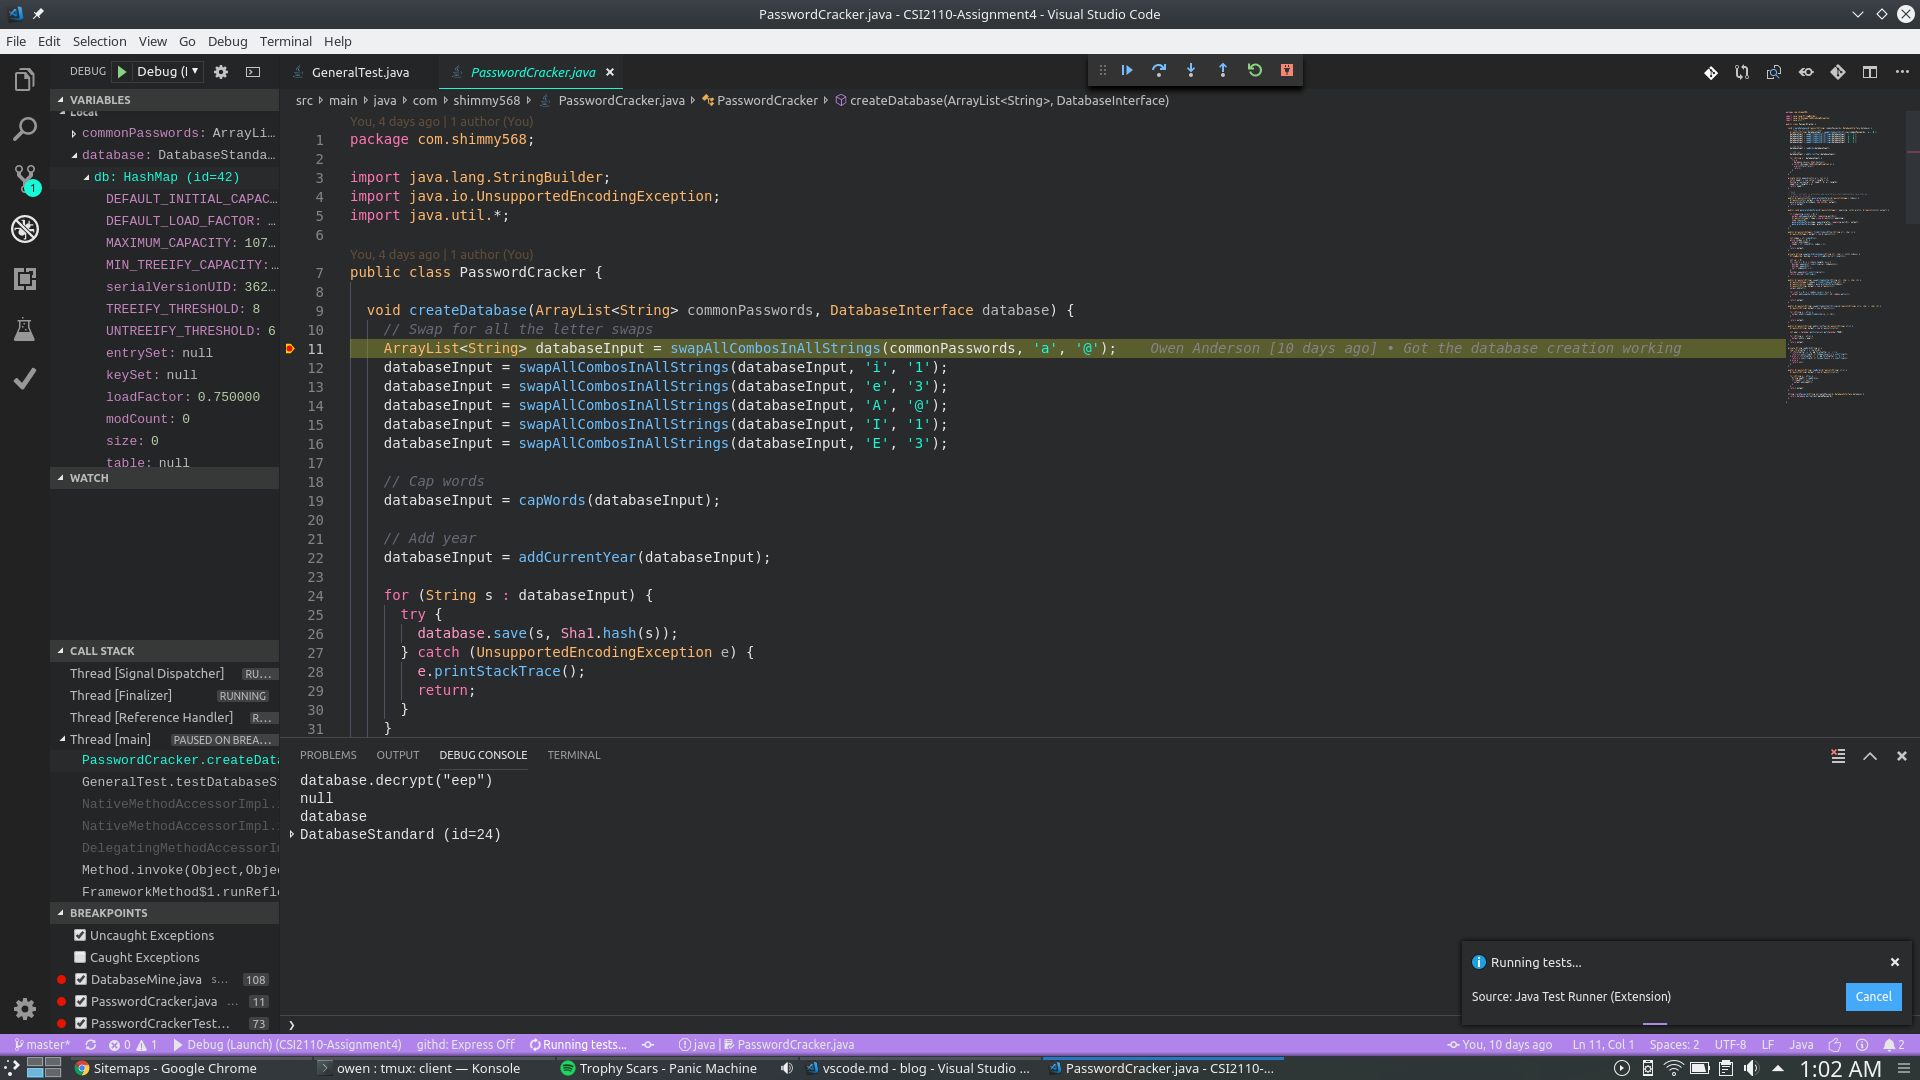 PasswordCracker.java - CSI2110-Assignment4 - Visual Studio Code
File Edit Selection View Go Debug Terminal Help
DEBUG Debug (I
GeneralTest.java
PasswordCracker.java
src main java com shimmy568 PasswordCracker.java PasswordCracker createDatabase(ArrayList<String>, DatabaseInterface)
VARIABLES
Local
commonPasswords: ArrayLi...
database: DatabaseStanda...
db: HashMap (id=42)
DEFAULT_INITIAL_CAPAC...
DEFAULT_LOAD_FACTOR: ...
MAXIMUM_CAPACITY: 107...
MIN_TREEIFY_CAPACITY:...
serialVersionUID: 362...
TREEIFY_THRESHOLD: 8
UNTREEIFY_THRESHOLD: 6
entrySet: null
keySet: null
loadFactor: 0.750000
modCount: 0
size: 0
table: null
WATCH
CALL STACK
Thread [Signal Dispatcher] RU...
Thread [Finalizer] RUNNING
Thread [Reference Handler] R...
Thread [main] PAUSED ON BREA...
PasswordCracker.createData
GeneralTest.testDatabaseSt
NativeMethodAccessorImpl.
NativeMethodAccessorImpl.
DelegatingMethodAccessorIm
Method.invoke(Object,Objec
FrameworkMethod$1.runRefle
BREAKPOINTS
Uncaught Exceptions
Caught Exceptions
DatabaseMine.java s... 108
PasswordCracker.java ... 11
PasswordCrackerTest... 73
You, 4 days ago | 1 author (You)
1 package com.shimmy568;
2
3 import java.lang.StringBuilder;
4 import java.io.UnsupportedEncodingException;
5 import java.util.*;
6
You, 4 days ago | 1 author (You)
7 public class PasswordCracker {
8
9 void createDatabase(ArrayList<String> commonPasswords, DatabaseInterface database) {
10 // Swap for all the letter swaps
11 ArrayList<String> databaseInput = swapAllCombosInAllStrings(commonPasswords, 'a', '@'); Owen Anderson [10 days ago] • Got the database creation working
12 databaseInput = swapAllCombosInAllStrings(databaseInput, 'i', '1');
13 databaseInput = swapAllCombosInAllStrings(databaseInput, 'e', '3');
14 databaseInput = swapAllCombosInAllStrings(databaseInput, 'A', '@');
15 databaseInput = swapAllCombosInAllStrings(databaseInput, 'I', '1');
16 databaseInput = swapAllCombosInAllStrings(databaseInput, 'E', '3');
17
18 // Cap words
19 databaseInput = capWords(databaseInput);
20
21 // Add year
22 databaseInput = addCurrentYear(databaseInput);
23
24 for (String s : databaseInput) {
25 try {
26 database.save(s, Sha1.hash(s));
27 } catch (UnsupportedEncodingException e) {
28 e.printStackTrace();
29 return;
30 }
31 }
PROBLEMS OUTPUT DEBUG CONSOLE TERMINAL
database.decrypt("eep")
null
database
DatabaseStandard (id=24)
Running tests...
Source: Java Test Runner (Extension)
Cancel
master* 0 1 Debug (Launch) (CSI2110-Assignment4) githd: Express Off Running tests... java | PasswordCracker.java You, 10 days ago Ln 11, Col 1 Spaces: 2 UTF-8 LF Java 2
Sitemaps - Google Chrome owen : tmux: client — Konsole Trophy Scars - Panic Machine vscode.md - blog - Visual Studio ... PasswordCracker.java - CSI2110-... 1:02 AM